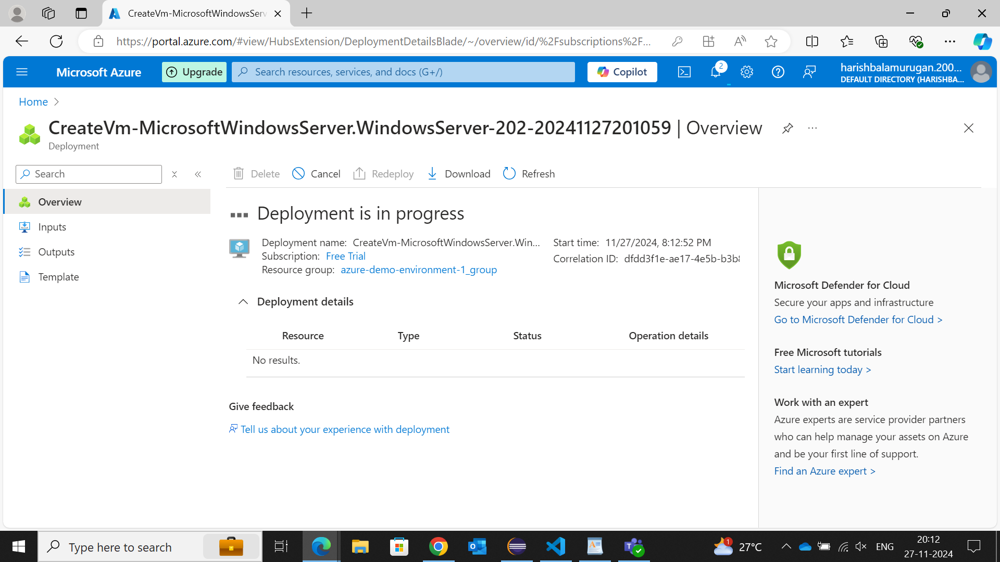 CreateVm-MicrosoftWindowsServ
https://portal.azure.com/#view/HubsExtension/DeploymentDetailsBlade/~/overview/id/%2Fsubscriptions%2F...
Microsoft Azure
Upgrade
Search resources, services, and docs (G+/)
Copilot
2
harishbalamurugan.200...
DEFAULT DIRECTORY (HARISHBA...
Home
CreateVm-MicrosoftWindowsServer.WindowsServer-202-20241127201059 | Overview
Deployment
Search
Delete
Cancel
Redeploy
Download
Refresh
Overview
Inputs
Outputs
Template
Deployment is in progress
Deployment name: CreateVm-MicrosoftWindowsServer.Win...
Subscription: Free Trial
Resource group: azure-demo-environment-1_group
Start time: 11/27/2024, 8:12:52 PM
Correlation ID: dfdd3f1e-ae17-4e5b-b3b8
Deployment details
Resource Type Status Operation details
No results.
Give feedback
Tell us about your experience with deployment
Microsoft Defender for Cloud
Secure your apps and infrastructure
Go to Microsoft Defender for Cloud >
Free Microsoft tutorials
Start learning today >
Work with an expert
Azure experts are service provider partners
who can help manage your assets on Azure
and be your first line of support.
Find an Azure expert >
Type here to search
1
27°C
ENG
20:12
27-11-2024